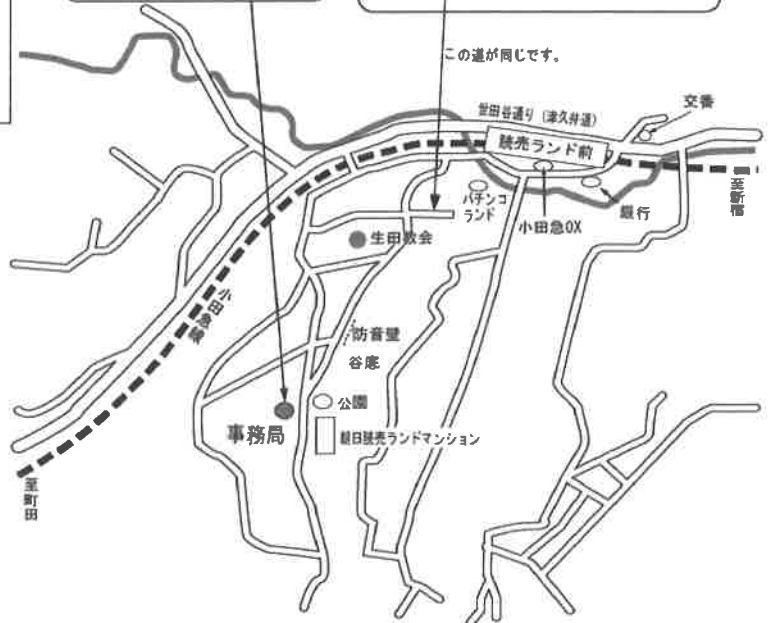 この道が同じです。
交番
世田谷通り（津久井道）
読売ランド前
至新宿
パチンコ
ランド
小田急OX
銀行
生田教会
小田急線
防音壁
谷底
公園
事務局
朝日読売ランドマンション
至町田